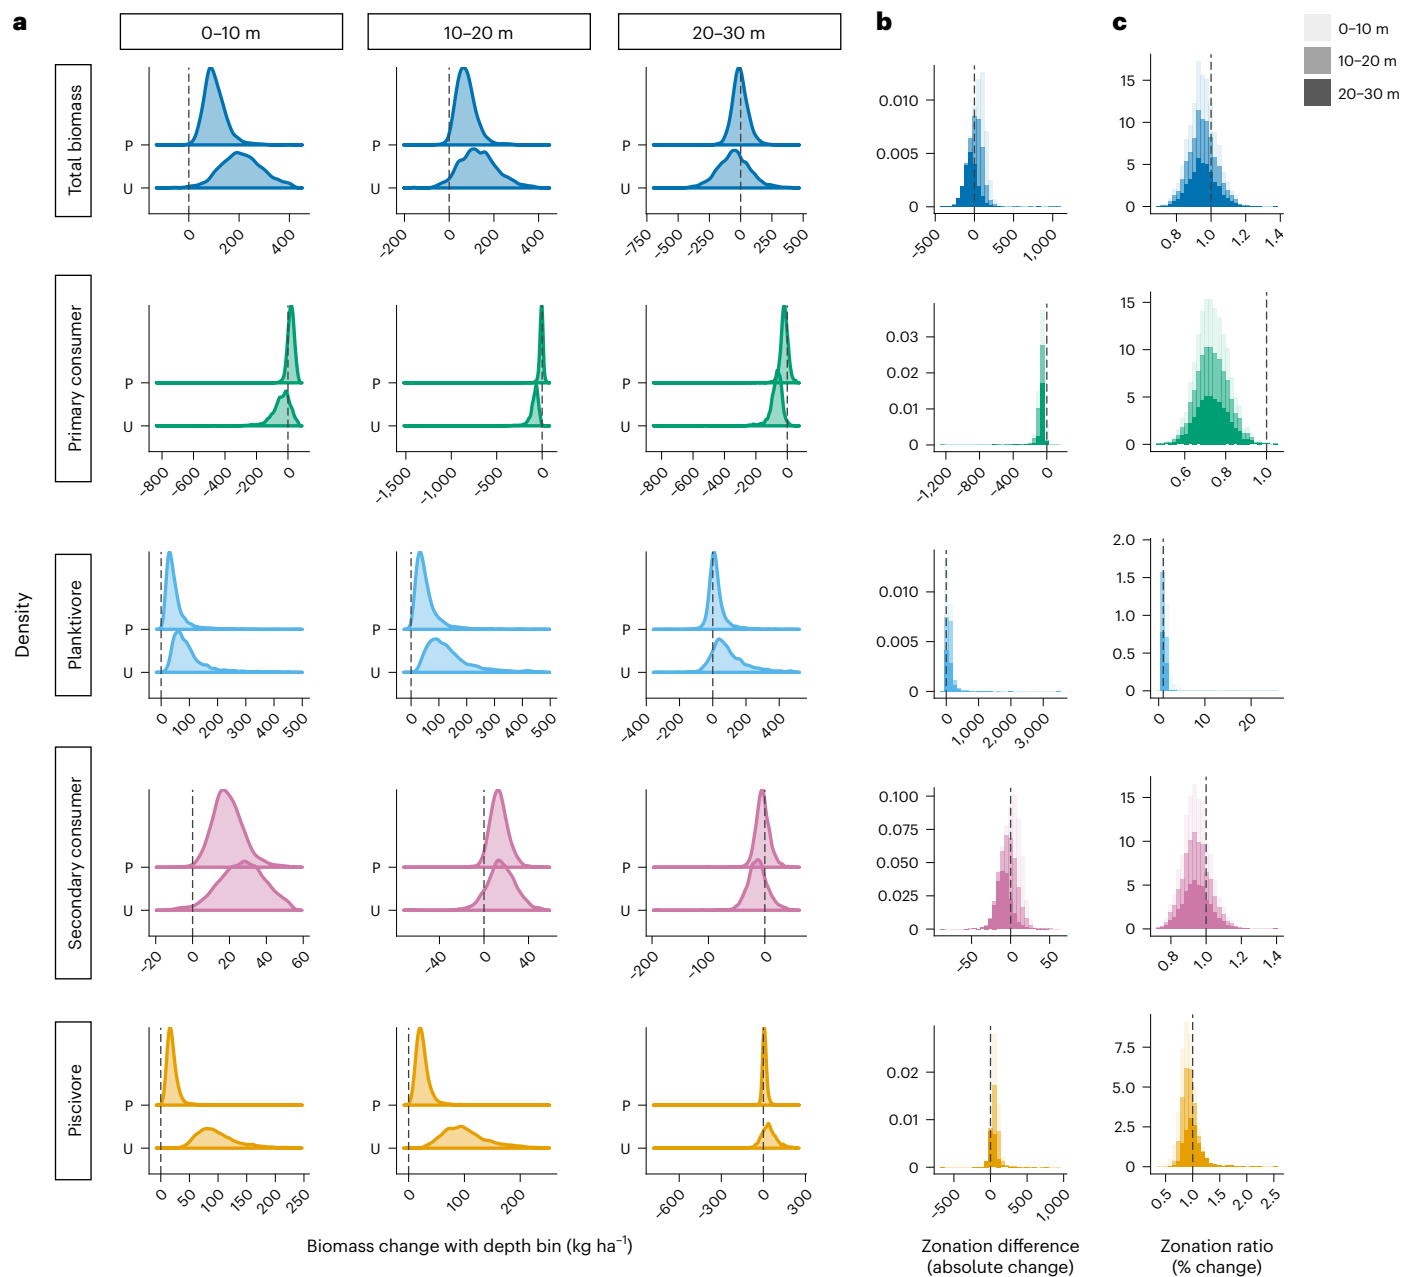 a
b
c
0–10 m
10–20 m
20–30 m
0–10 m
10–20 m
20–30 m
Density
Total biomass
P
U
0
200
400
P
U
–200
0
200
400
P
U
–750
–500
–250
0
250
500
0.010
0.005
0
–500
0
500
1,000
15
10
5
0
0.8
1.0
1.2
1.4
Primary consumer
P
U
–800
–600
–400
–200
0
P
U
–1,500
–1,000
–500
0
P
U
–800
–600
–400
–200
0
0.03
0.02
0.01
0
–1,200
–800
–400
0
15
10
5
0
0.6
0.8
1.0
Planktivore
P
U
0
100
200
300
400
500
P
U
0
100
200
300
400
500
P
U
–400
–200
0
200
400
0.010
0.005
0
0
1,000
2,000
3,000
2.0
1.5
1.0
0.5
0
0
10
20
Secondary consumer
P
U
–20
0
20
40
60
P
U
–40
0
40
P
U
–200
–100
0
0.100
0.075
0.050
0.025
0
–50
0
50
15
10
5
0
0.8
1.0
1.2
1.4
Piscivore
P
U
0
50
100
150
200
250
P
U
0
100
200
P
U
–600
–300
0
300
0.02
0.01
0
–500
0
500
1,000
7.5
5.0
2.5
0
0.5
1.0
1.5
2.0
2.5
Biomass change with depth bin (kg ha⁻¹)
Zonation difference
(absolute change)
Zonation ratio
(% change)